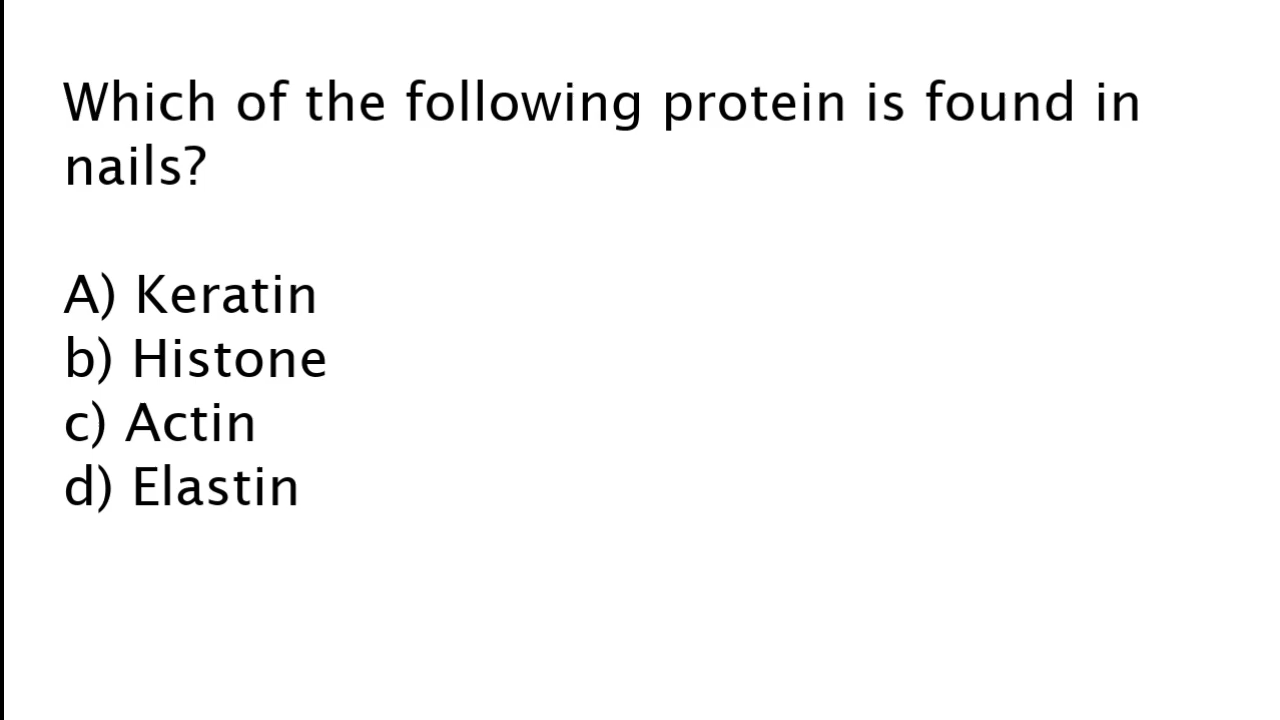 Which of the following protein is found in
nails?
A) Keratin
b) Histone
c) Actin
d) Elastin